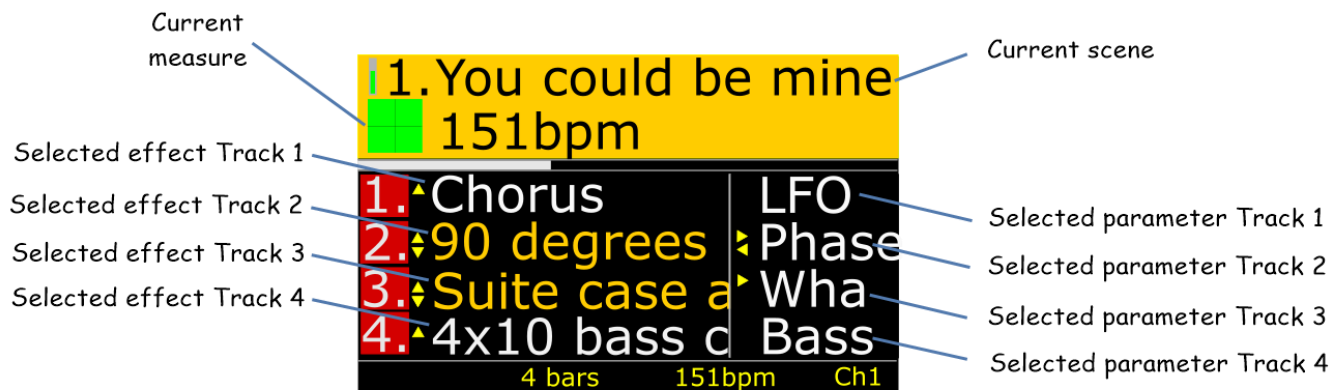 Current
measure
Current scene
1.You could be mine
151bpm
Selected effect Track 1
Selected effect Track 2
Selected effect Track 3
Selected effect Track 4
1. Chorus LFO
2. 90 degrees Phase
3. Suite case a Wha
4. 4x10 bass c Bass
Selected parameter Track 1
Selected parameter Track 2
Selected parameter Track 3
Selected parameter Track 4
4 bars 151bpm Ch1